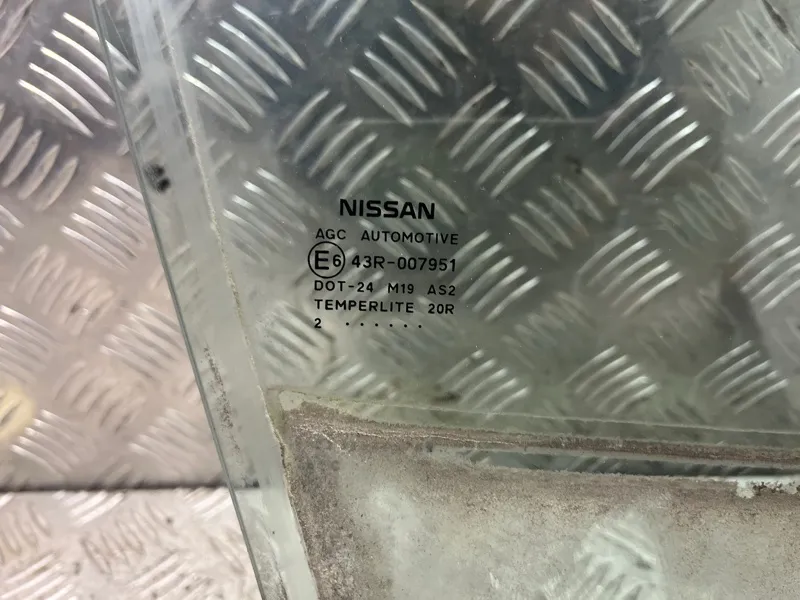 NISSAN
AGC AUTOMOTIVE
E6 43R-007951
DOT-24 M19 AS2
TEMPERLITE 20R
2 ......